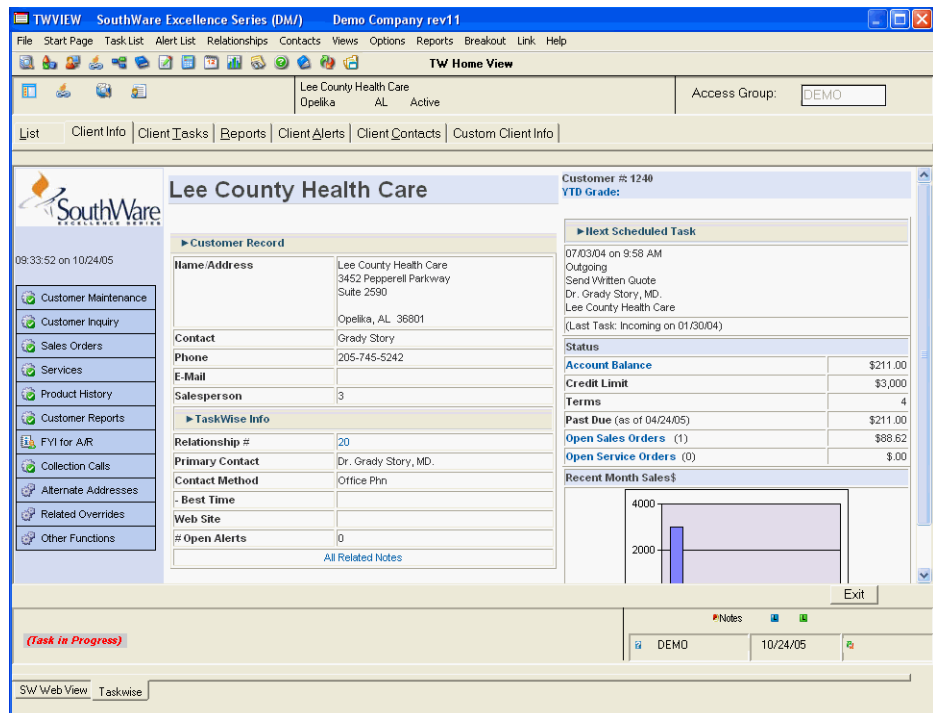 TWVIEW SouthWare Excellence Series (DM/) Demo Company rev11
File Start Page Task List Alert List Relationships Contacts Views Options Reports Breakout Link Help
TW Home View
Lee County Health Care
Opelika AL Active
Access Group: DEMO
List Client Info Client Tasks Reports Client Alerts Client Contacts Custom Client Info
SouthWare
EXCELLENCE SERIES
09:33:52 on 10/24/05
Customer Maintenance
Customer Inquiry
Sales Orders
Services
Product History
Customer Reports
FYI for A/R
Collection Calls
Alternate Addresses
Related Overrides
Other Functions
Lee County Health Care
Customer #: 1240
YTD Grade:
►Customer Record
Name/Address Lee County Health Care
3452 Pepperell Parkway
Suite 2590
Opelika, AL 36801
Contact Grady Story
Phone 205-745-5242
E-Mail
Salesperson 3
►TaskWise Info
Relationship # 20
Primary Contact Dr. Grady Story, MD.
Contact Method Office Phn
- Best Time
Web Site
# Open Alerts 0
All Related Notes
►Next Scheduled Task
07/03/04 on 9:58 AM
Outgoing
Send Written Quote
Dr. Grady Story, MD.
Lee County Health Care
(Last Task: Incoming on 01/30/04)
Status
Account Balance $211.00
Credit Limit $3,000
Terms 4
Past Due (as of 04/24/05) $211.00
Open Sales Orders (1) $88.62
Open Service Orders (0) $.00
Recent Month Sales$
4000
2000
Exit
(Task in Progress)
Notes
DEMO 10/24/05
SW Web View Taskwise